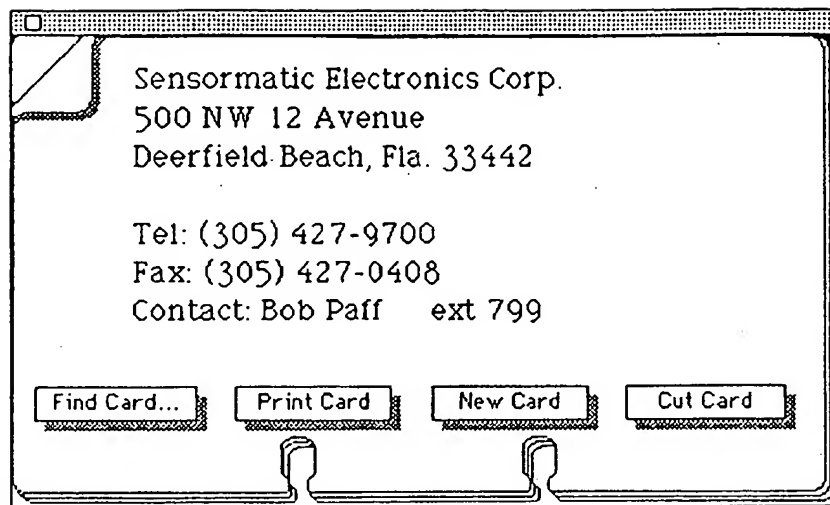 Sensormatic Electronics Corp.
500 NW 12 Avenue
Deerfield Beach, Fla. 33442
Tel: (305) 427-9700
Fax: (305) 427-0408
Contact: Bob Paff ext 799
Find Card... Print Card New Card Cut Card